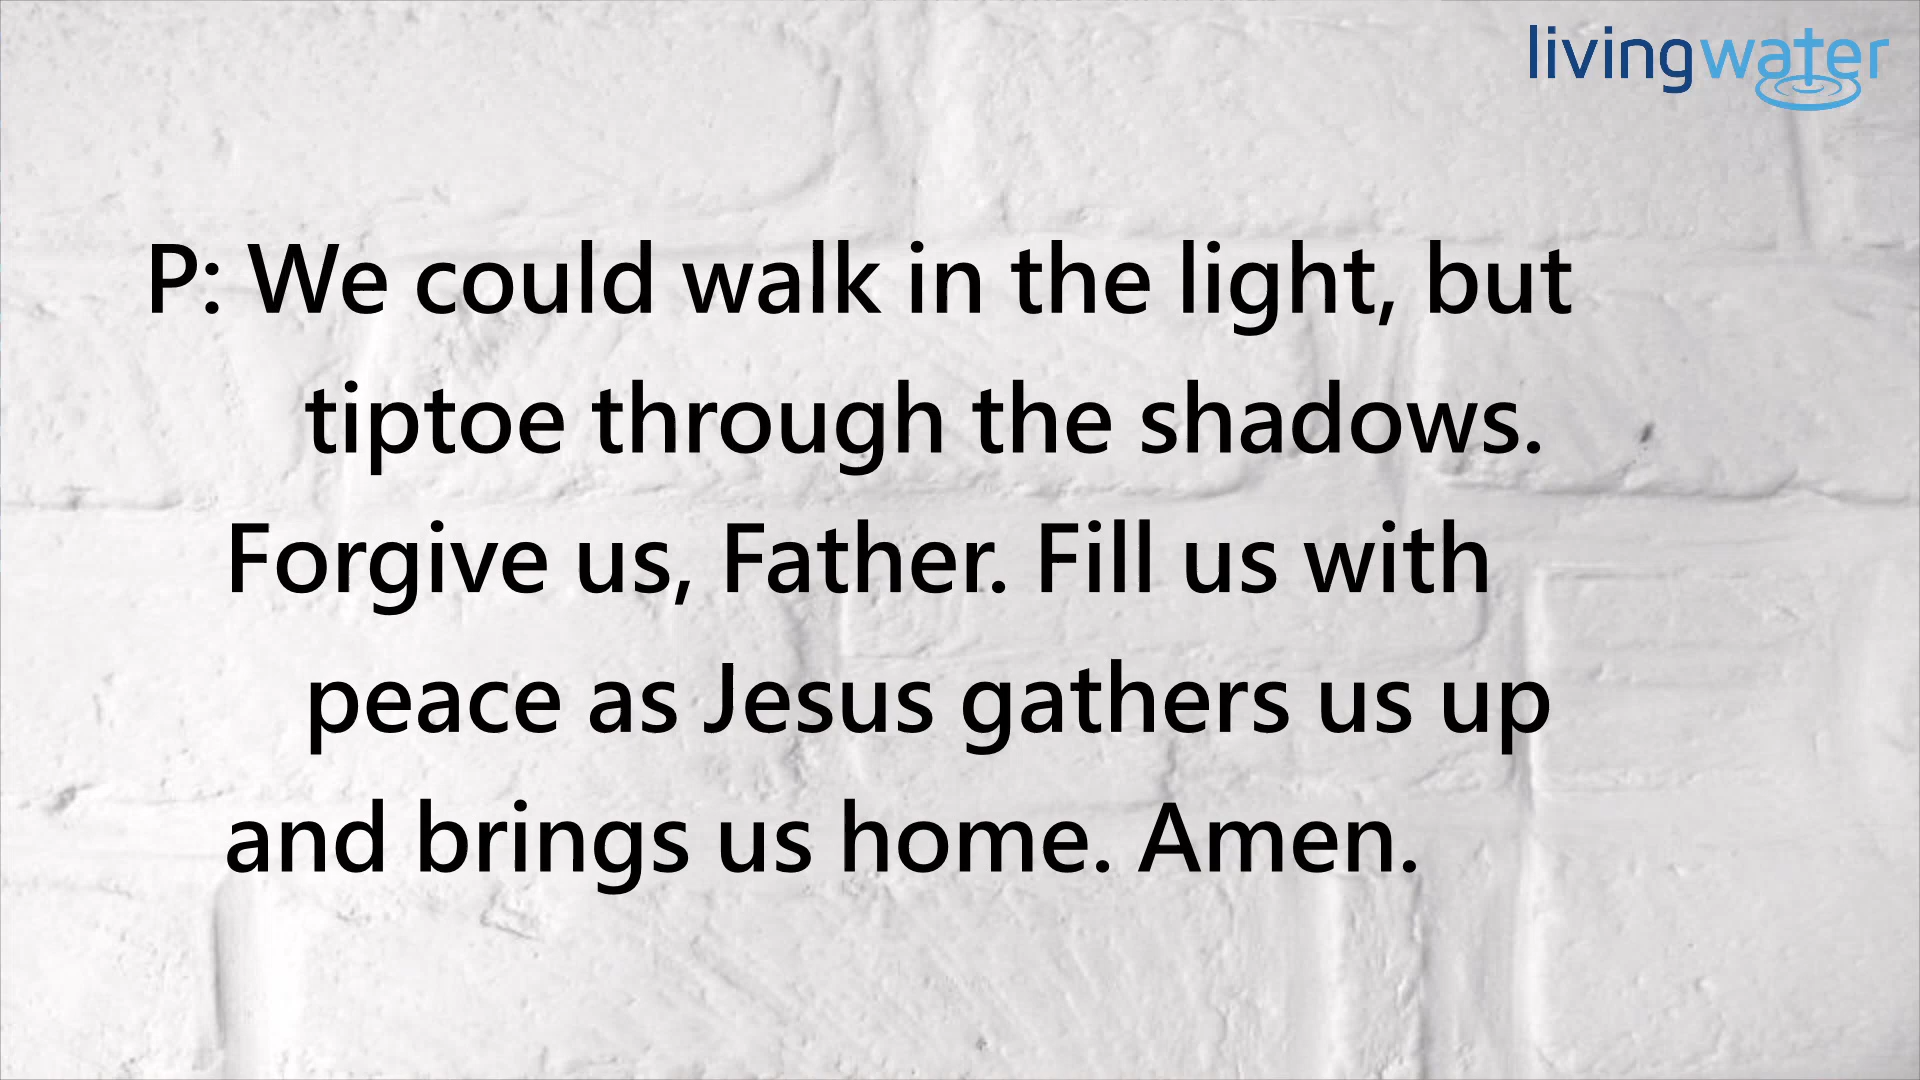 livingwater
P: We could walk in the light, but
tiptoe through the shadows.
Forgive us, Father. Fill us with
peace as Jesus gathers us up
and brings us home. Amen.